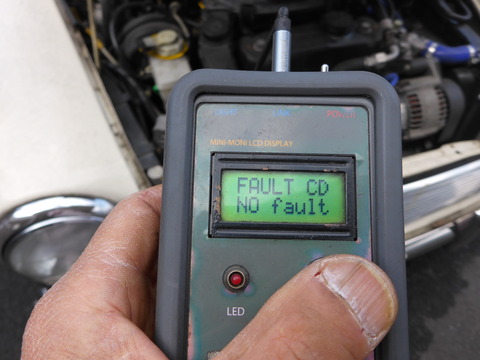 MINI-MONI LCD DISPLAY
FAULT CD
NO fault
LED